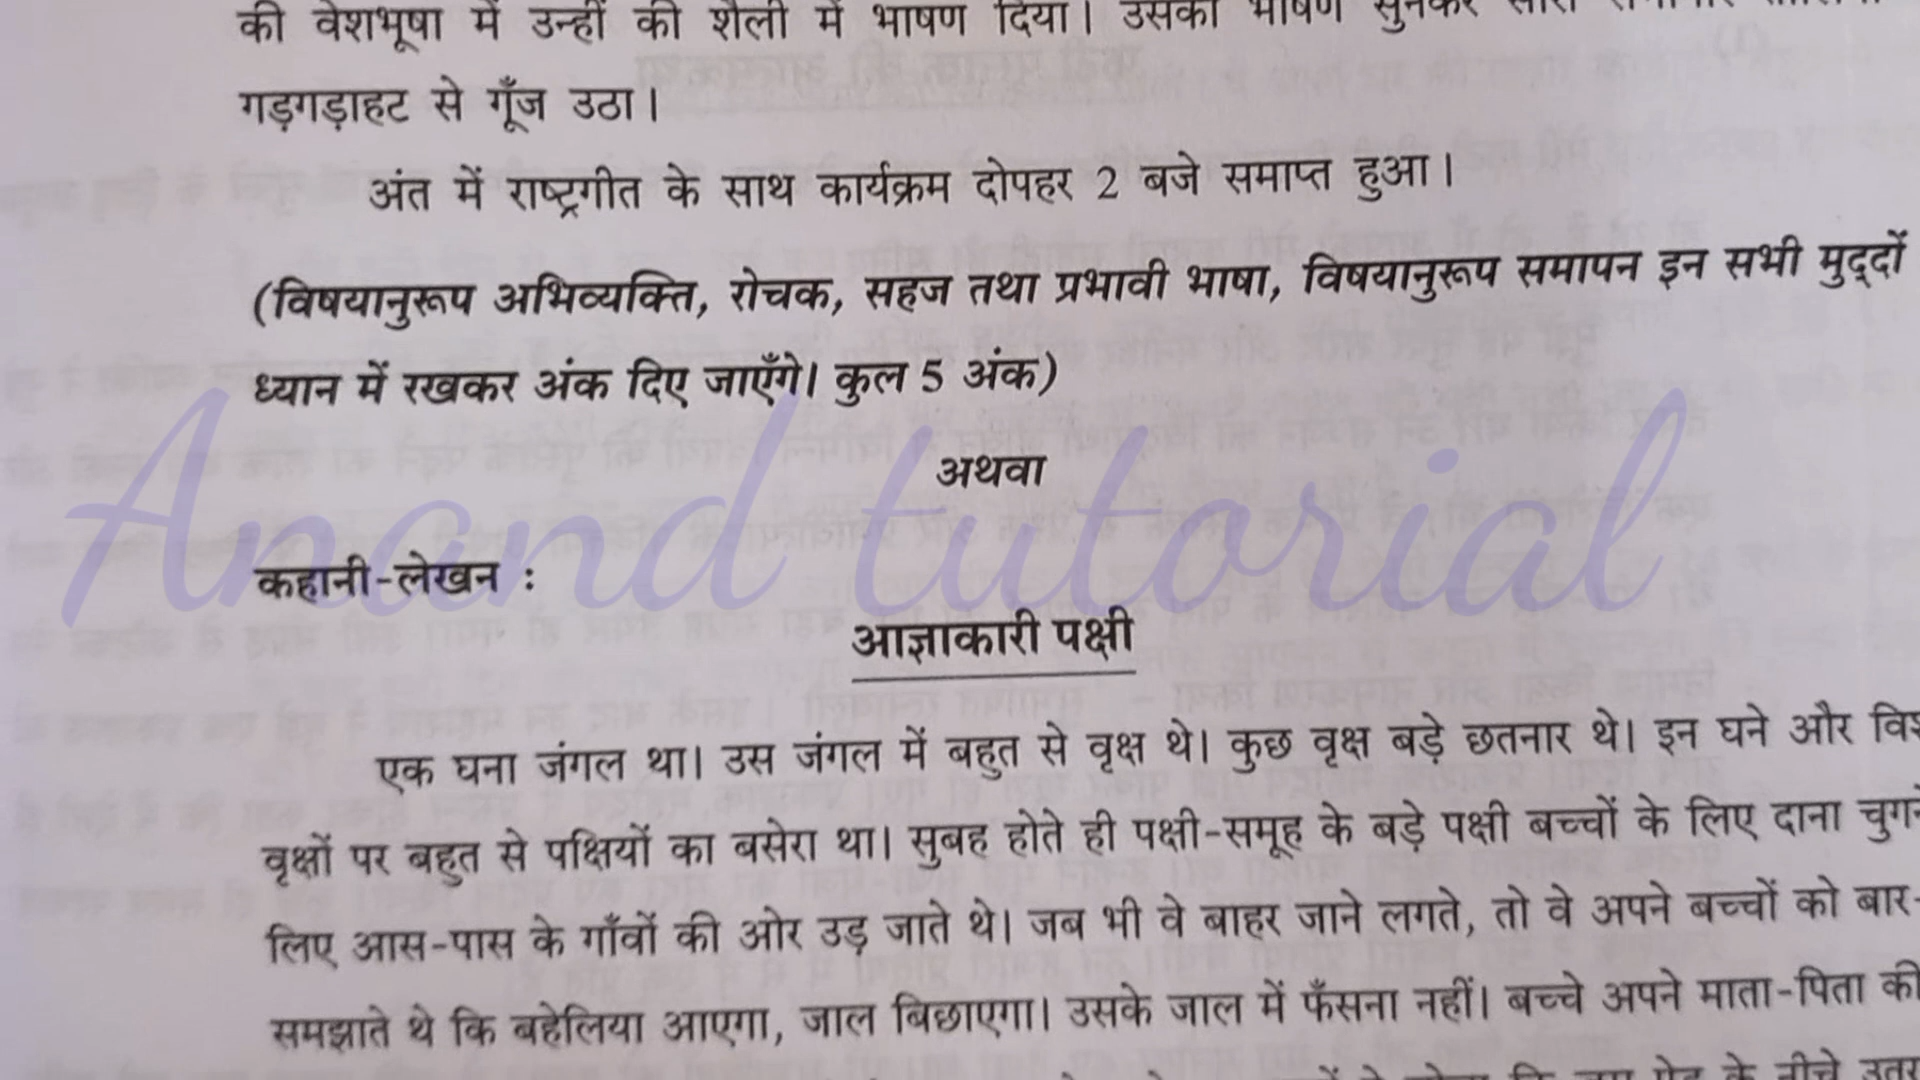 की वेशभूषा में उन्हीं की शैली में भाषण दिया। उसका भाषण सुनकर सारा
गड़गड़ाहट से गूँज उठा।
अंत में राष्ट्रगीत के साथ कार्यक्रम दोपहर 2 बजे समाप्त हुआ।
(विषयानुरूप अभिव्यक्ति, रोचक, सहज तथा प्रभावी भाषा, विषयानुरूप समापन इन सभी मुद्दों
ध्यान में रखकर अंक दिए जाएँगे। कुल 5 अंक)
अथवा
Anand tutorial
कहानी-लेखन :
आज्ञाकारी पक्षी
एक घना जंगल था। उस जंगल में बहुत से वृक्ष थे। कुछ वृक्ष बड़े छतनार थे। इन घने और
वृक्षों पर बहुत से पक्षियों का बसेरा था। सुबह होते ही पक्षी-समूह के बड़े पक्षी बच्चों के लिए दाना
लिए आस-पास के गाँवों की ओर उड़ जाते थे। जब भी वे बाहर जाने लगते, तो वे अपने बच्चों को बार-
समझाते थे कि बहेलिया आएगा, जाल बिछाएगा। उसके जाल में फँसना नहीं। बच्चे अपने माता-पिता की
के नीचे उतर